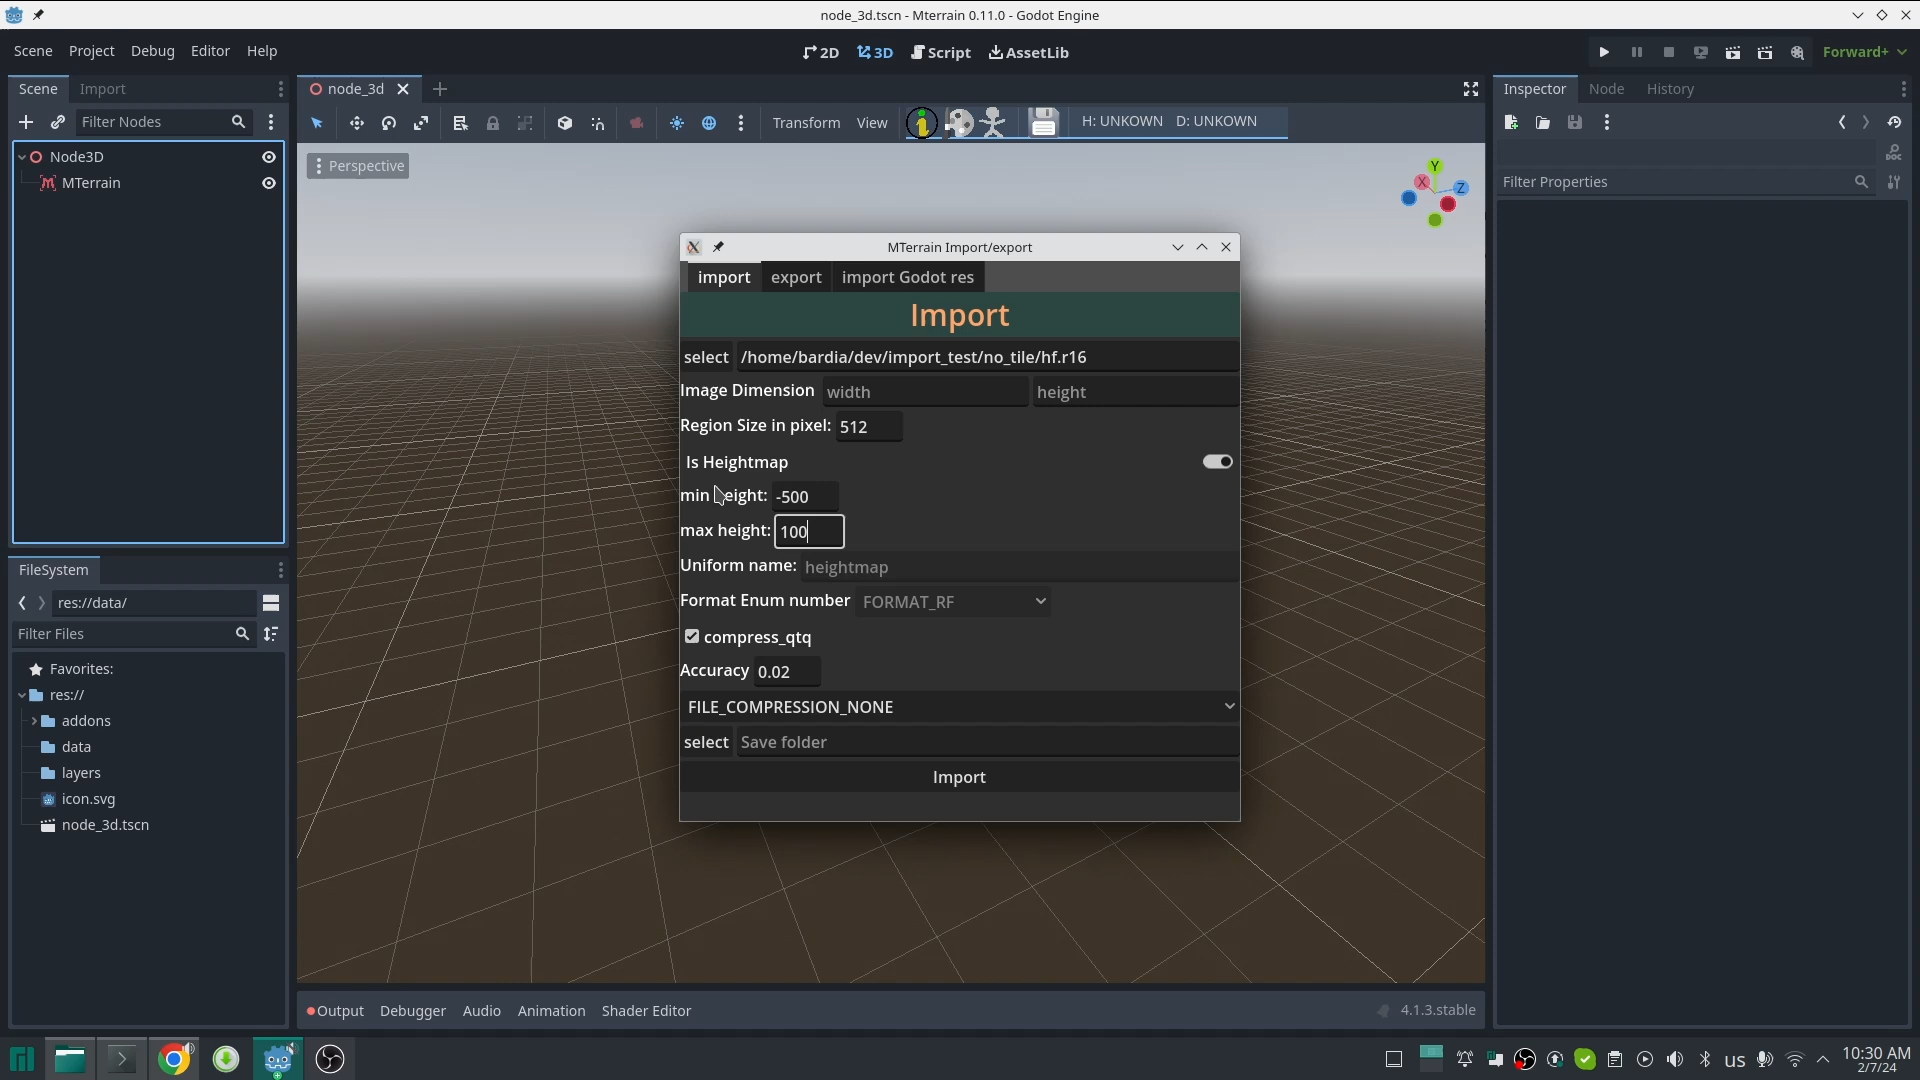 node_3d.tscn - Mterrain 0.11.0 - Godot Engine
Scene Project Debug Editor Help
2D 3D Script AssetLib
Forward+
Scene Import
node_3d
Inspector Node History
Filter Nodes
Transform View
H: UNKOWN D: UNKOWN
Node3D
MTerrain
Perspective
Y
X
Z
Filter Properties
MTerrain Import/export
import export import Godot res
Import
select /home/bardia/dev/import_test/no_tile/hf.r16
Image Dimension width height
Region Size in pixel: 512
Is Heightmap
min height: -500
max height: 100
Uniform name: heightmap
Format Enum number FORMAT_RF
compress_qtq
Accuracy 0.02
FILE_COMPRESSION_NONE
select Save folder
Import
FileSystem
res://data/
Filter Files
Favorites:
res://
addons
data
layers
icon.svg
node_3d.tscn
Output Debugger Audio Animation Shader Editor
4.1.3.stable
us
10:30 AM
2/7/24